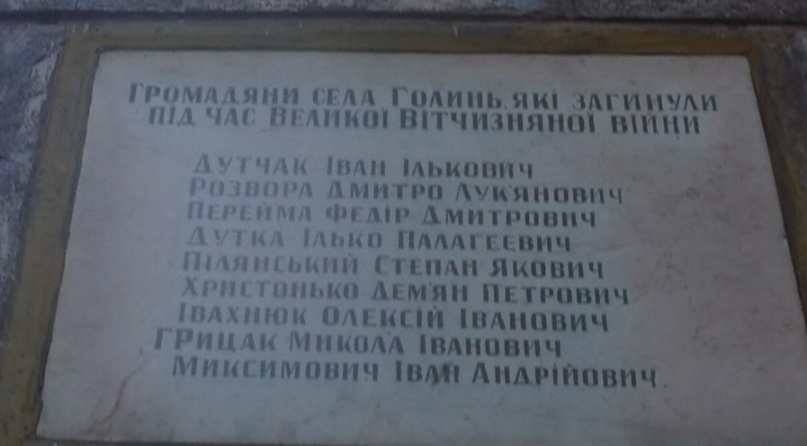 Громадяни села Голинь, які загинули
під час Великої Вітчизняної війни
Дутчак Іван Ількович
Розвора Дмитро Лук'янович
Перейма Федір Дмитрович
Дутка Ілько Палагеєвич
Пілянський Степан Якович
Христонько Дем'ян Петрович
Івахнюк Олексій Іванович
Грицак Микола Іванович
Максимович Іван Андрійович